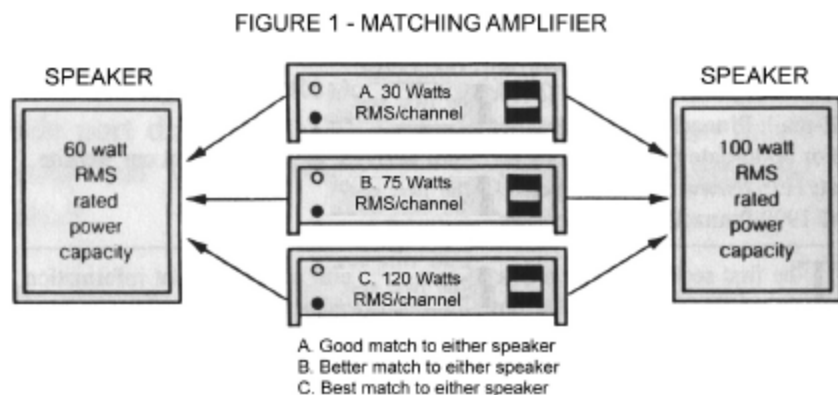 FIGURE 1 - MATCHING AMPLIFIER
SPEAKER
60 watt
RMS
rated
power
capacity
A. 30 Watts
RMS/channel
B. 75 Watts
RMS/channel
C. 120 Watts
RMS/channel
SPEAKER
100 watt
RMS
rated
power
capacity
A. Good match to either speaker
B. Better match to either speaker
C. Best match to either speaker